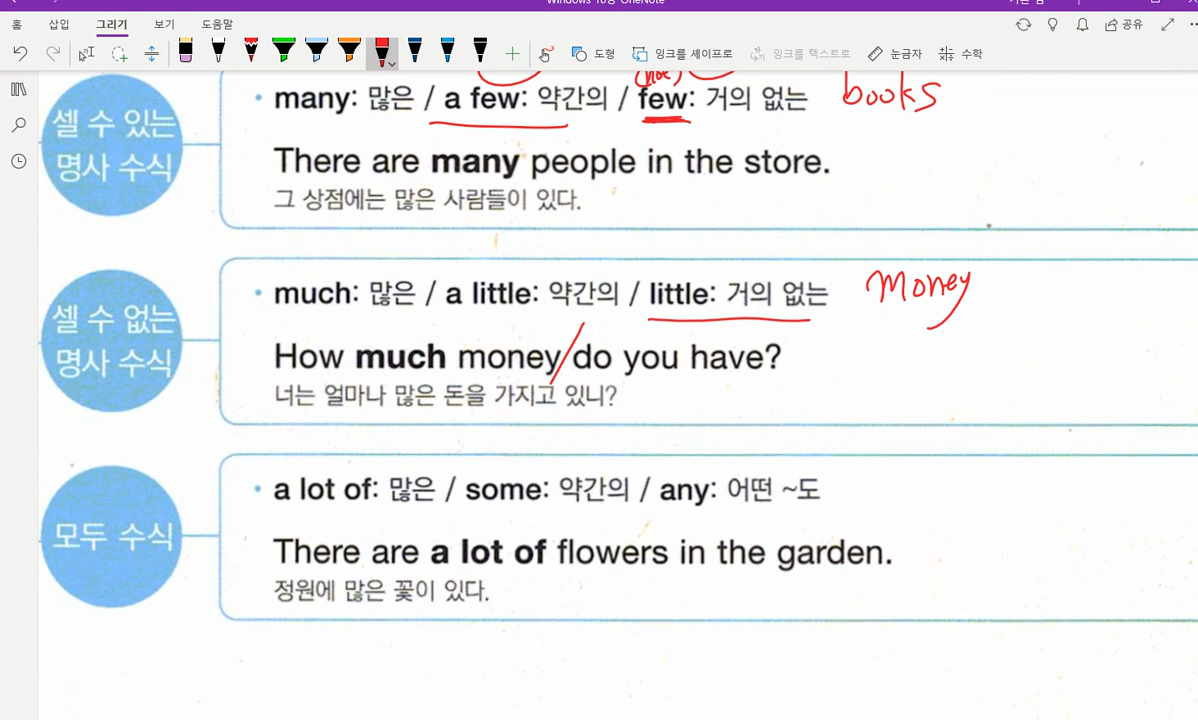 Windows 10용 OneNote
홈 삽입 그리기 보기 도움말
공유
도형 잉크를 셰이프로 잉크를 텍스트로 눈금자 수학
셀 수 있는
명사 수식
• many: 많은 / a few: 약간의 / few: 거의 없는 books
There are many people in the store.
그 상점에는 많은 사람들이 있다.
셀 수 없는
명사 수식
• much: 많은 / a little: 약간의 / little: 거의 없는 money
How much money/do you have?
너는 얼마나 많은 돈을 가지고 있니?
모두 수식
• a lot of: 많은 / some: 약간의 / any: 어떤 ~도
There are a lot of flowers in the garden.
정원에 많은 꽃이 있다.